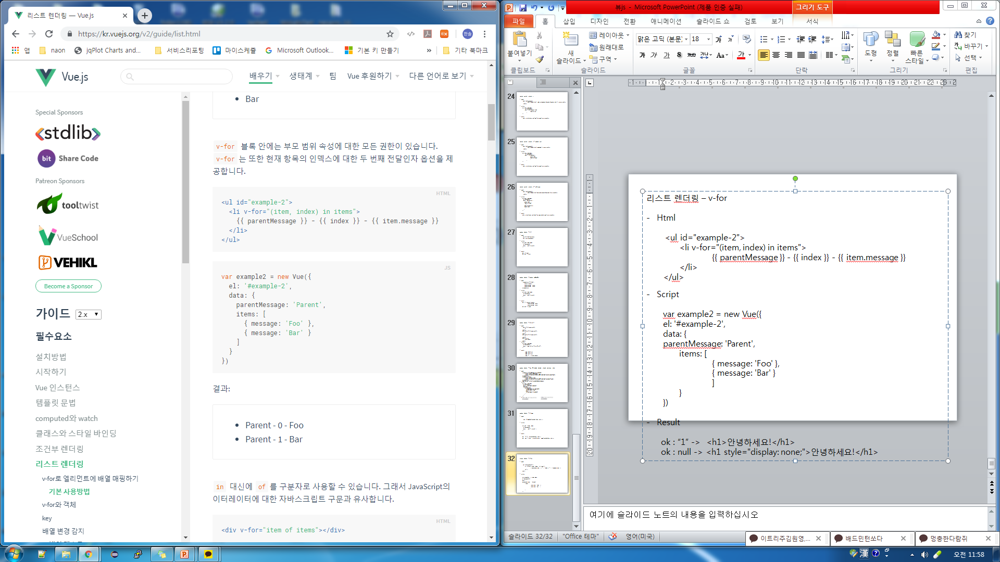 리스트 렌더링 — Vue.js
https://kr.vuejs.org/v2/guide/list.html
앱
naon
jqPlot Charts and...
서비스리포팅
마이스케쥴
Microsoft Outlook...
기본 키 만들기
»
기타 북마크
Vue.js
배우기
생태계
팀
Vue 후원하기
다른 언어로 보기
Special Sponsors
<stdlib>
bit Share Code
Patreon Sponsors
tooltwist
VueSchool
VEHIKL
Become a Sponsor
가이드 2.x
필수요소
설치방법
시작하기
Vue 인스턴스
템플릿 문법
computed와 watch
클래스와 스타일 바인딩
조건부 렌더링
리스트 렌더링
v-for로 엘리먼트에 배열 매핑하기
기본 사용방법
v-for와 객체
key
배열 변경 감지
• Bar
v-for 블록 안에는 부모 범위 속성에 대한 모든 권한이 있습니다.
v-for 는 또한 현재 항목의 인덱스에 대한 두 번째 전달인자 옵션을 제
공합니다.
HTML
<ul id="example-2">
<li v-for="(item, index) in items">
{{ parentMessage }} - {{ index }} - {{ item.message }}
</li>
</ul>
JS
var example2 = new Vue({
el: '#example-2',
data: {
parentMessage: 'Parent',
items: [
{ message: 'Foo' },
{ message: 'Bar' }
]
}
})
결과:
• Parent - 0 - Foo
• Parent - 1 - Bar
in 대신에 of 를 구분자로 사용할 수 있습니다. 그래서 JavaScript의
이터레이터에 대한 자바스크립트 구문과 유사합니다.
HTML
<div v-for="item of items"></div>
뷰js - Microsoft PowerPoint (제품 인증 실패)
그리기 도구
파일
홈
삽입
디자인
전환
애니메이션
슬라이드 쇼
검토
보기
서식
붙여넣기
클립보드
새
슬라이드
레이아웃
원래대로
구역
슬라이드
맑은 고딕 (본문)
18
가 가 가 S abc 가 Aa 가
글꼴
단락
도형
정렬
빠른
스타일
그리기
찾기
바꾸기
선택
편집
24
25
26
27
28
29
30
31
32
리스트 렌더링 – v-for
- Html
<ul id="example-2">
<li v-for="(item, index) in items">
{{ parentMessage }} - {{ index }} - {{ item.message }}
</li>
</ul>
- Script
var example2 = new Vue({
el: '#example-2',
data: {
parentMessage: 'Parent',
items: [
{ message: 'Foo' },
{ message: 'Bar' }
]
}
})
- Result
ok : “1” -> <h1>안녕하세요!</h1>
ok : null -> <h1 style="display: none;">안녕하세요!</h1>
여기에 슬라이드 노트의 내용을 입력하십시오
슬라이드 32/32
"Office 테마"
영어(미국)
이트리주김원영,...
배드민턴쏘다
멍충한다람쥐
漢
오전 11:58